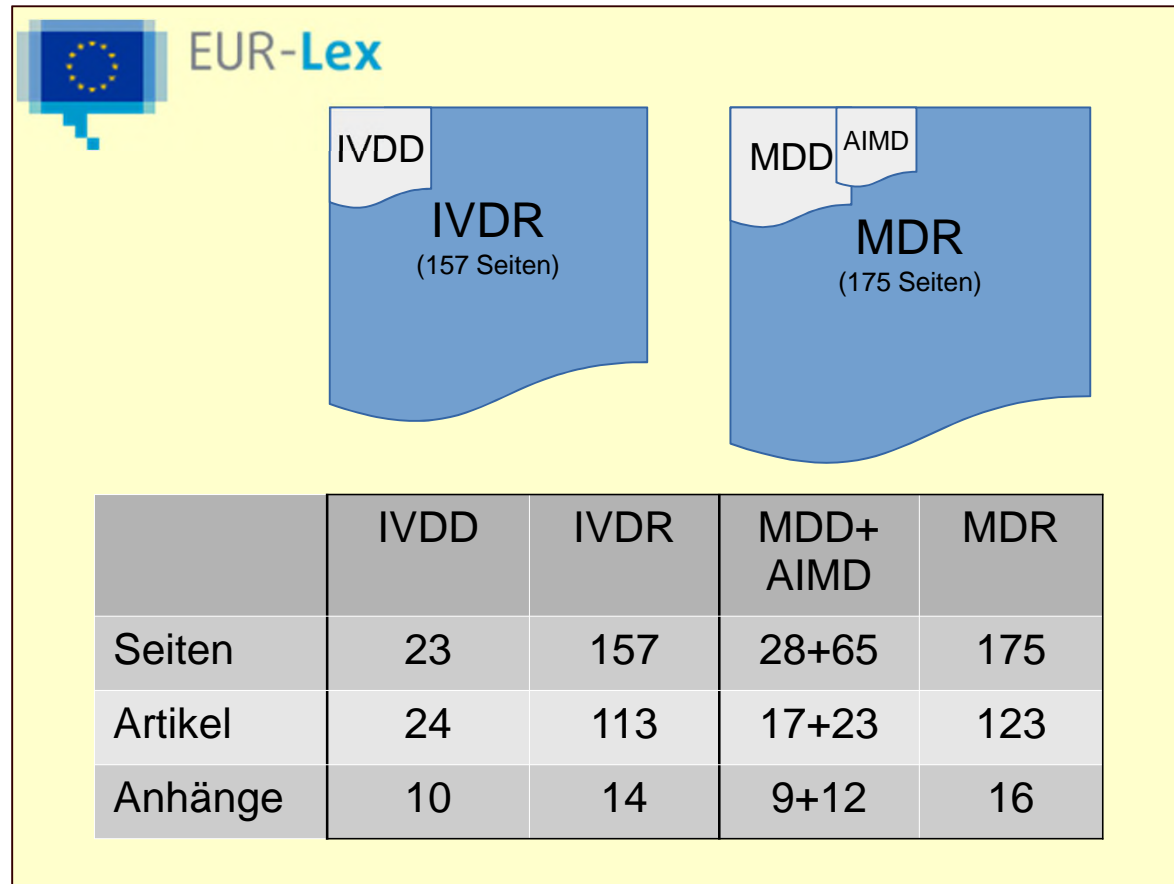 EUR-Lex
IVDD
IVDR
(157 Seiten)
MDD
AIMD
MDR
(175 Seiten)
IVDD IVDR MDD+ AIMD MDR
Seiten 23 157 28+65 175
Artikel 24 113 17+23 123
Anhänge 10 14 9+12 16